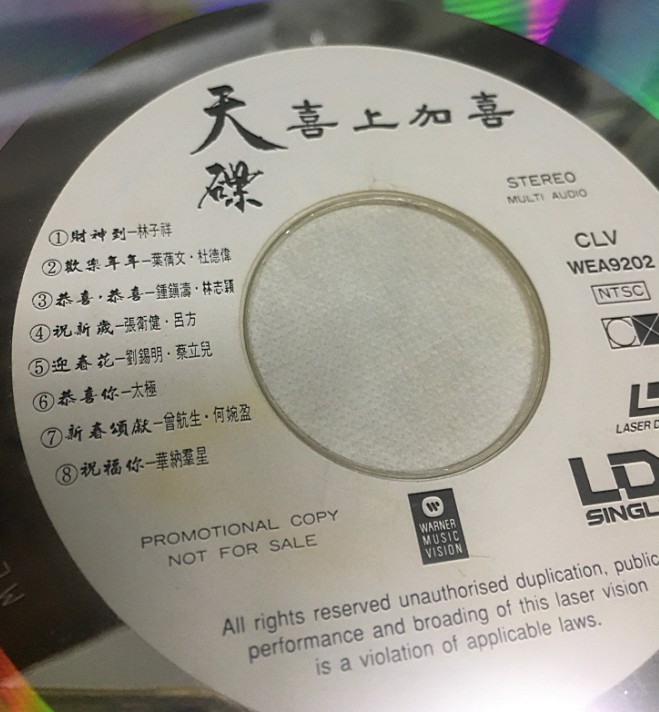 天碟
喜上加喜
STEREO
MULTI AUDIO
①財神到—林子祥
②歡樂年年—葉蒨文·杜德偉
③恭喜·恭喜—鍾鎮濤·林志穎
④祝新歲—張衛健·呂方
⑤迎春花—劉錫明·蔡立兒
⑥恭喜你—太極
⑦新春頌獻—曾航生·何婉盈
⑧祝福你—華納羣星
CLV
WEA9202
NTSC
LASER D
LD
SINGL
PROMOTIONAL COPY
NOT FOR SALE
WARNER
MUSIC
VISION
All rights reserved unauthorised duplication, public
performance and broading of this laser vision
is a violation of applicable laws.